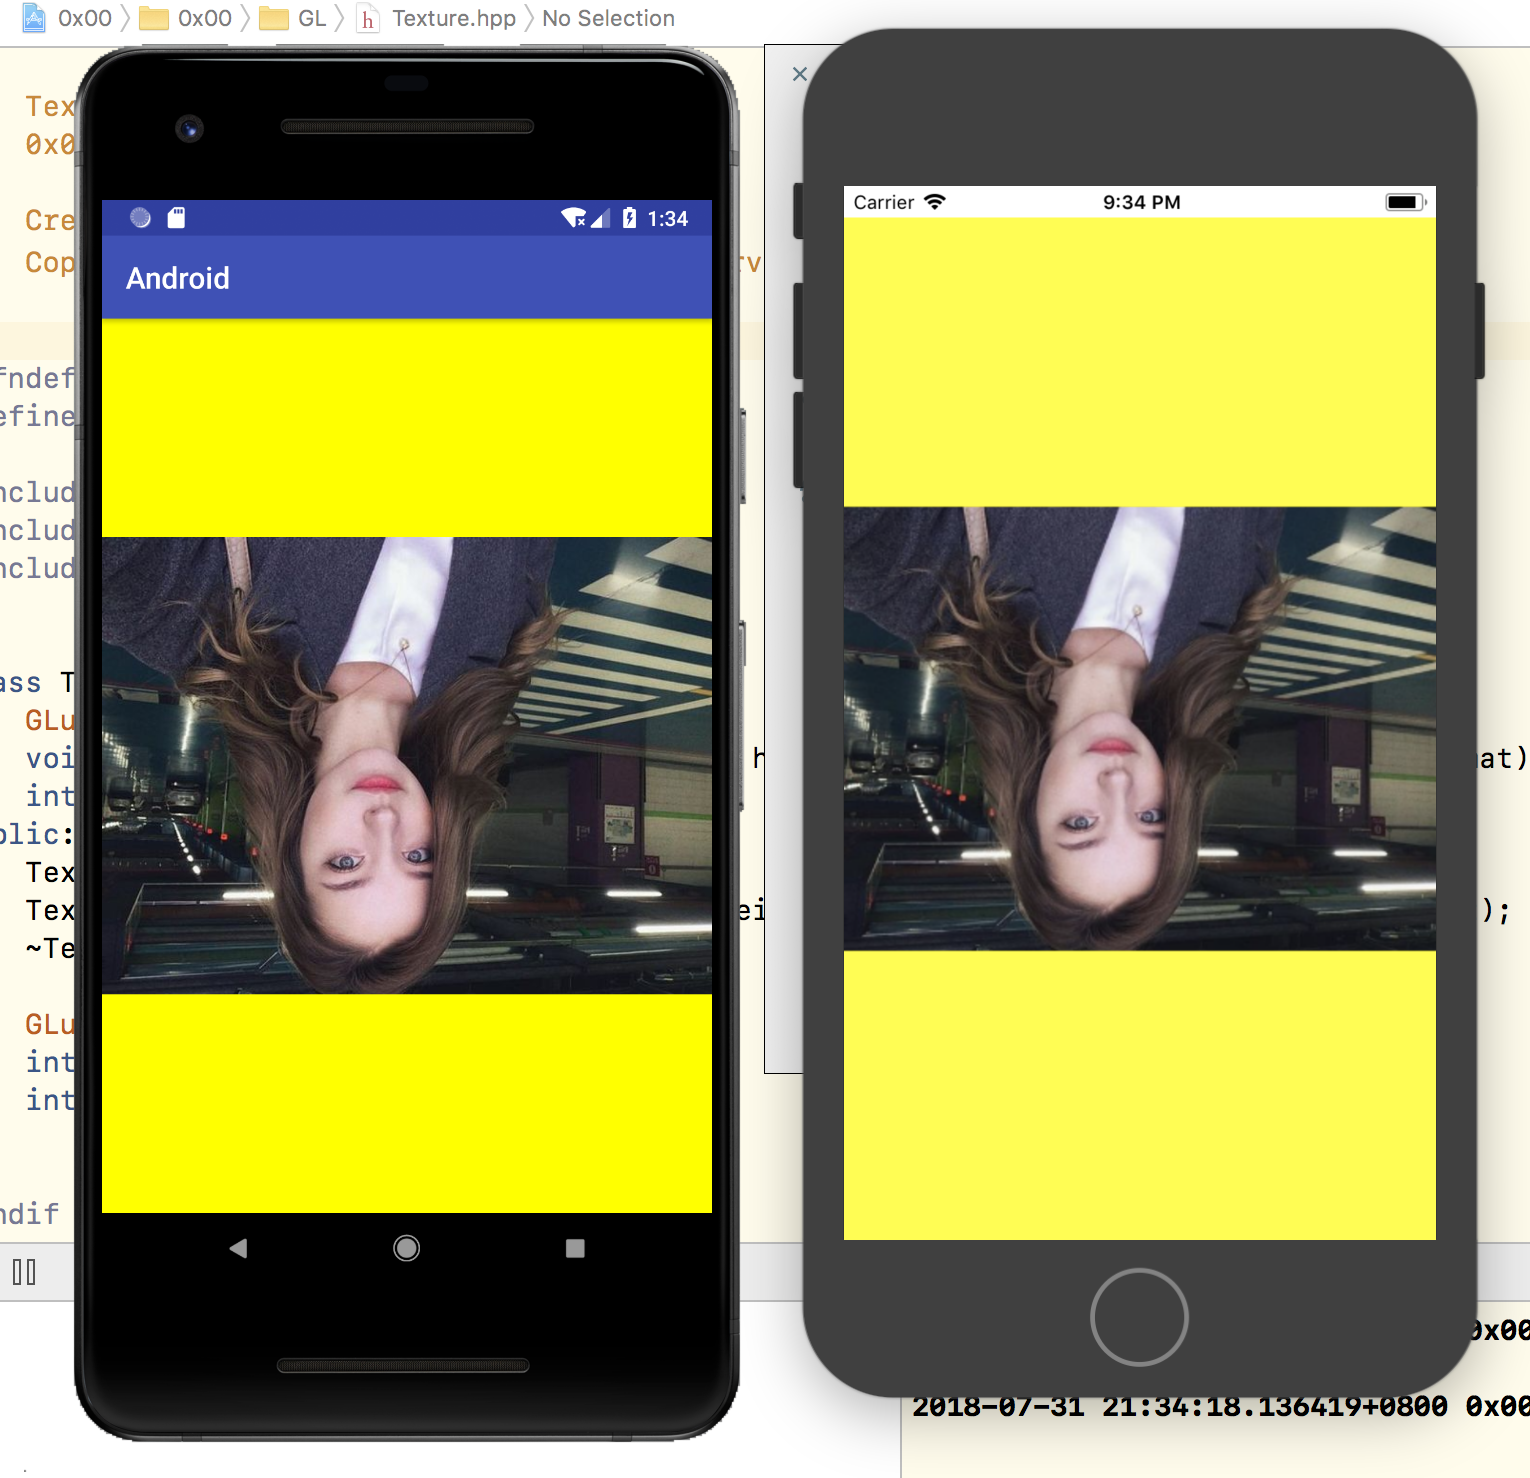 0x00 0x00 GL h Texture.hpp No Selection
Tex
0x0
Cre
Cop rv
fndef
efine
nclud
nclud
nclud
ass T
GLu
voi h at)
int
blic:
Tex
Tex ei );
~Te
GLu
int
int
ndif
1:34
Android
Carrier 9:34 PM
0x00
2018-07-31 21:34:18.136419+0800 0x00